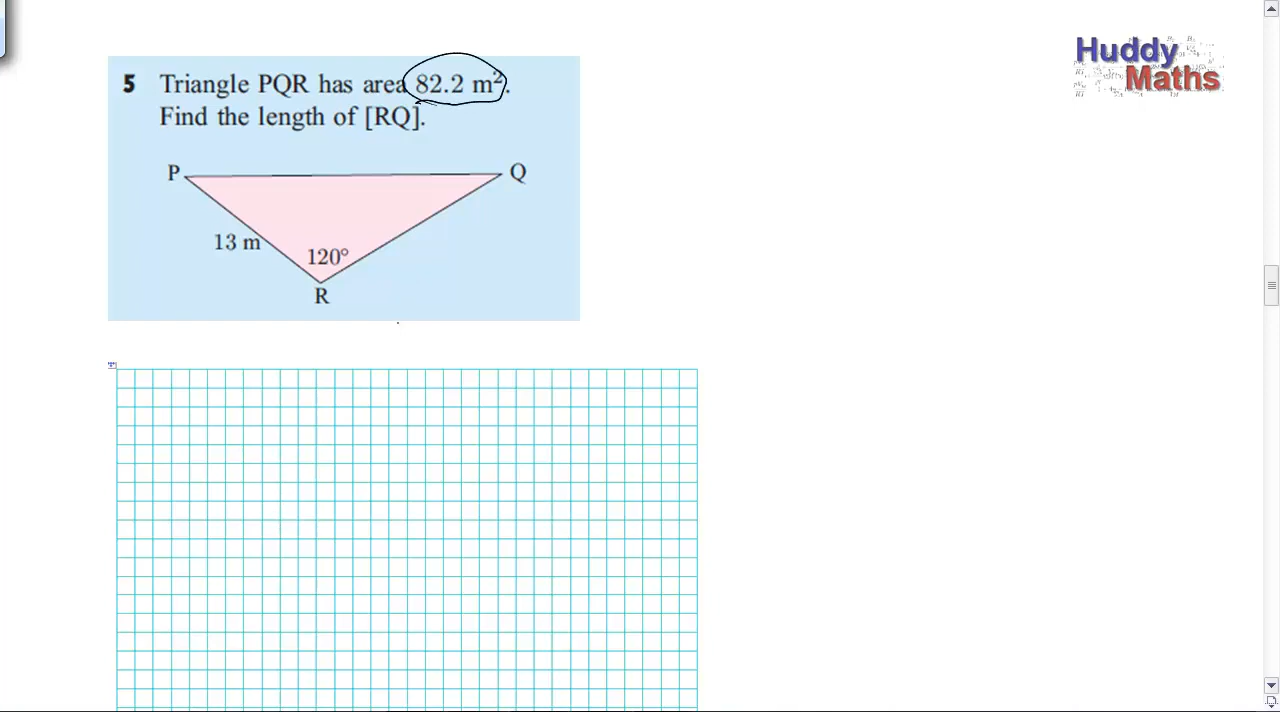 Huddy
Maths
5 Triangle PQR has area 82.2 m².
Find the length of [RQ].
P
Q
13 m
120°
R